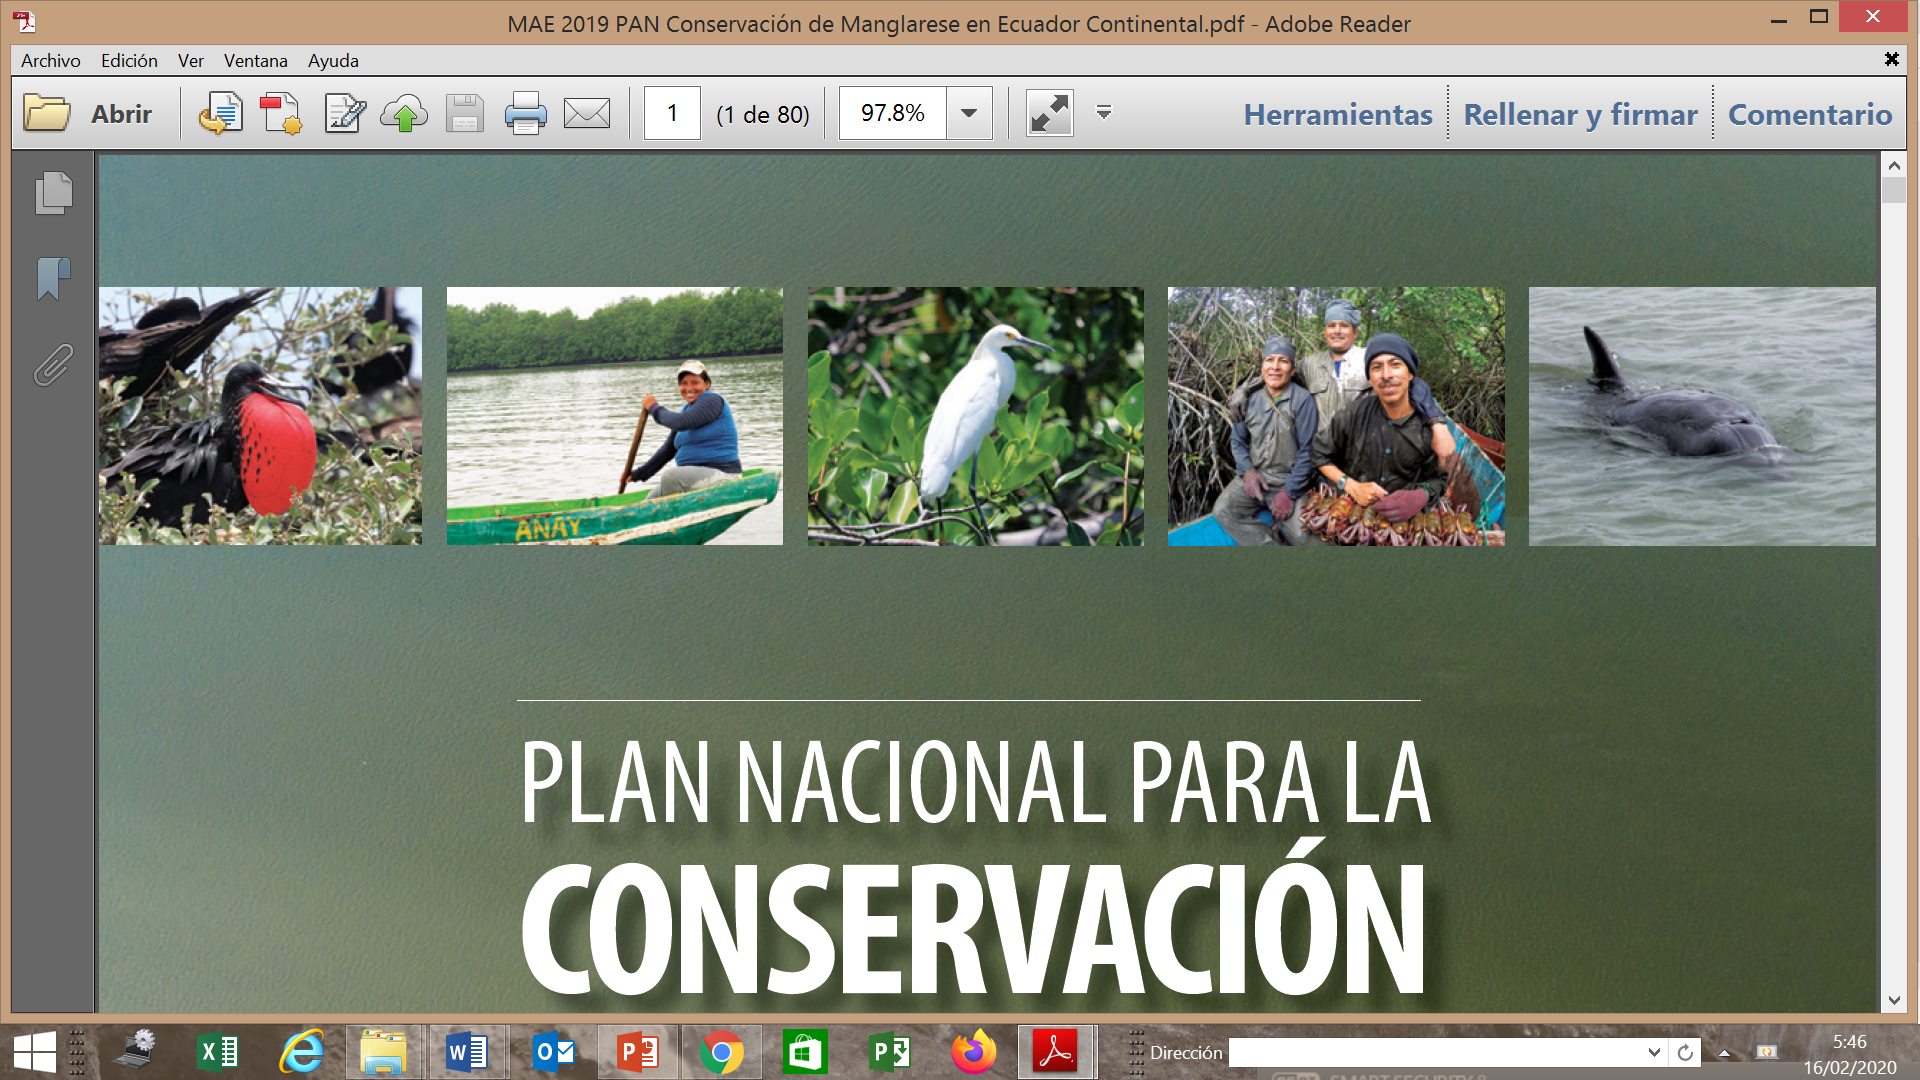 MAE 2019 PAN Conservación de Manglarese en Ecuador Continental.pdf - Adobe Reader
Archivo Edición Ver Ventana Ayuda
Abrir 1 (1 de 80) 97.8% Herramientas Rellenar y firmar Comentario
ANAY
PLAN NACIONAL PARA LA
CONSERVACIÓN
Dirección
5:46
16/02/2020